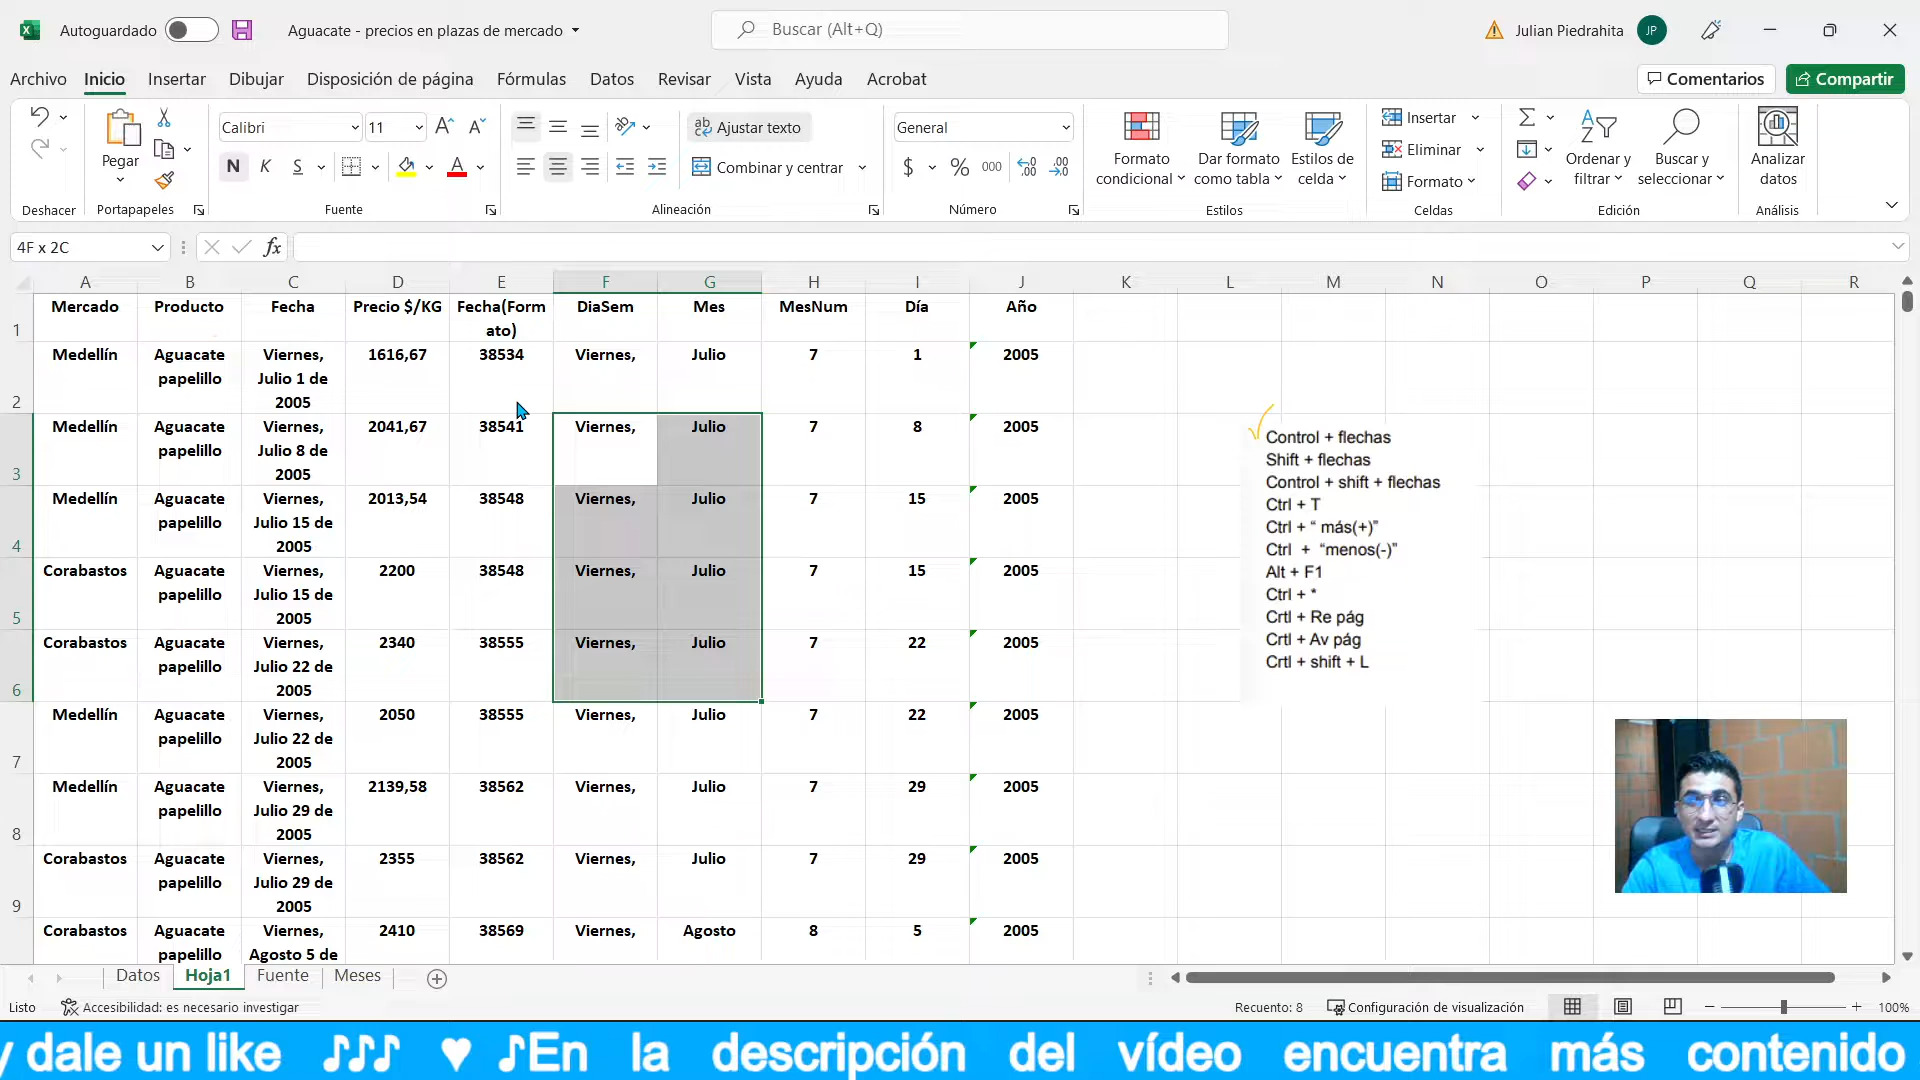 Autoguardado
Aguacate - precios en plazas de mercado
Buscar (Alt+Q)
Julian Piedrahita
JP
Archivo Inicio Insertar Dibujar Disposición de página Fórmulas Datos Revisar Vista Ayuda Acrobat
Comentarios
Compartir
Deshacer
Pegar
Portapapeles
Calibri
11
N K S
Fuente
Ajustar texto
Combinar y centrar
Alineación
General
$ % 000
Número
Formato condicional
Dar formato como tabla
Estilos de celda
Estilos
Insertar
Eliminar
Formato
Celdas
Ordenar y filtrar
Buscar y seleccionar
Edición
Analizar datos
Análisis
4F x 2C
fx
A B C D E F G H I J K L M N O P Q R
1 Mercado Producto Fecha Precio $/KG Fecha(Formato) DiaSem Mes MesNum Día Año
2 Medellín Aguacate papelillo Viernes, Julio 1 de 2005 1616,67 38534 Viernes, Julio 7 1 2005
3 Medellín Aguacate papelillo Viernes, Julio 8 de 2005 2041,67 38541 Viernes, Julio 7 8 2005
4 Medellín Aguacate papelillo Viernes, Julio 15 de 2005 2013,54 38548 Viernes, Julio 7 15 2005
5 Corabastos Aguacate papelillo Viernes, Julio 15 de 2005 2200 38548 Viernes, Julio 7 15 2005
6 Corabastos Aguacate papelillo Viernes, Julio 22 de 2005 2340 38555 Viernes, Julio 7 22 2005
7 Medellín Aguacate papelillo Viernes, Julio 22 de 2005 2050 38555 Viernes, Julio 7 22 2005
8 Medellín Aguacate papelillo Viernes, Julio 29 de 2005 2139,58 38562 Viernes, Julio 7 29 2005
9 Corabastos Aguacate papelillo Viernes, Julio 29 de 2005 2355 38562 Viernes, Julio 7 29 2005
Corabastos Aguacate papelillo Viernes, Agosto 5 de 2410 38569 Viernes, Agosto 8 5 2005
Control + flechas
Shift + flechas
Control + shift + flechas
Ctrl + T
Ctrl + “ más(+)”
Ctrl + “menos(-)”
Alt + F1
Ctrl + *
Crtl + Re pág
Crtl + Av pág
Crtl + shift + L
Datos Hoja1 Fuente Meses
Listo
Accesibilidad: es necesario investigar
Recuento: 8
Configuración de visualización
100%
y dale un like ♪♪♪ ♥ ♪En la descripción del vídeo encuentra más contenido